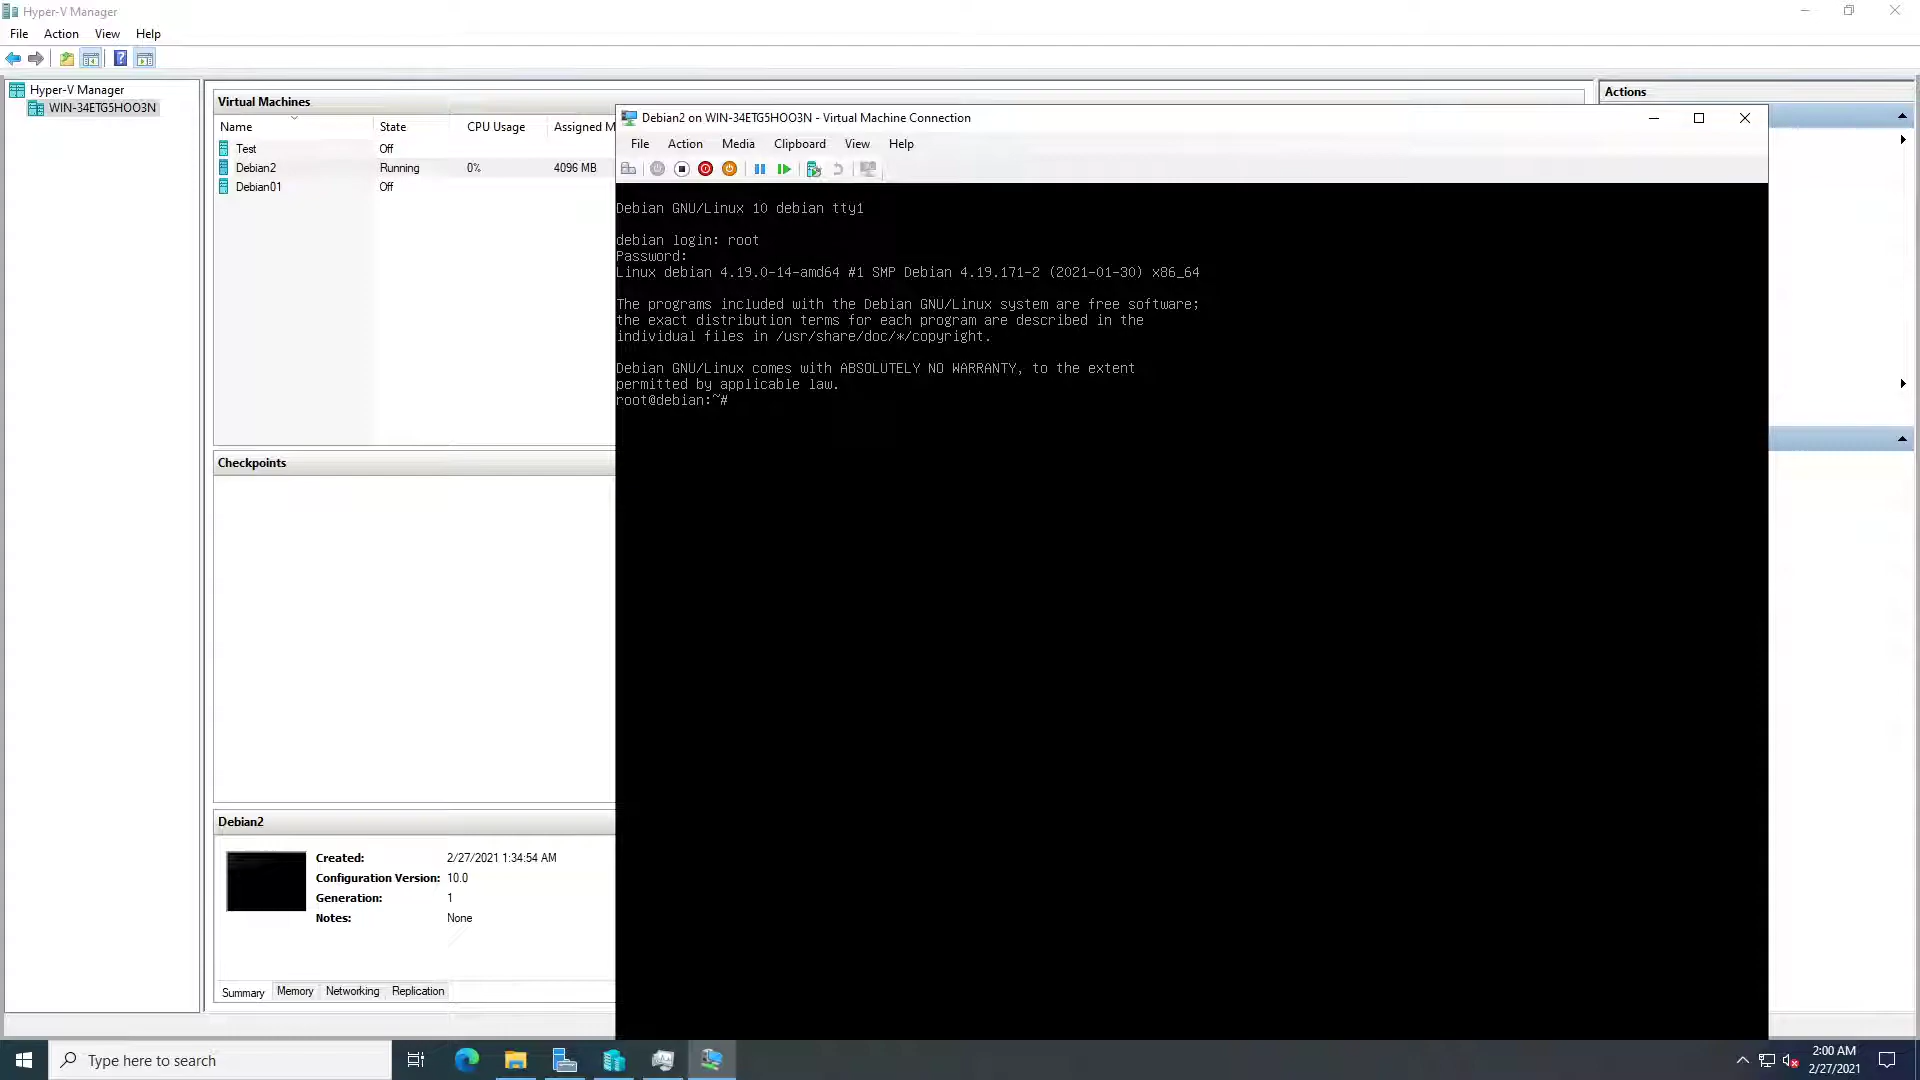 Hyper-V Manager
File Action View Help
Hyper-V Manager
WIN-34ETG5HOO3N
Virtual Machines
Name State CPU Usage Assigned M
Test Off
Debian2 Running 0% 4096 MB
Debian01 Off
Checkpoints
Debian2
Created: 2/27/2021 1:34:54 AM
Configuration Version: 10.0
Generation: 1
Notes: None
Summary Memory Networking Replication
Actions
Debian2 on WIN-34ETG5HOO3N - Virtual Machine Connection
File Action Media Clipboard View Help
Debian GNU/Linux 10 debian tty1
debian login: root
Password:
Linux debian 4.19.0-14-amd64 #1 SMP Debian 4.19.171-2 (2021-01-30) x86_64
The programs included with the Debian GNU/Linux system are free software;
the exact distribution terms for each program are described in the
individual files in /usr/share/doc/*/copyright.
Debian GNU/Linux comes with ABSOLUTELY NO WARRANTY, to the extent
permitted by applicable law.
root@debian:~#
Type here to search
2:00 AM
2/27/2021